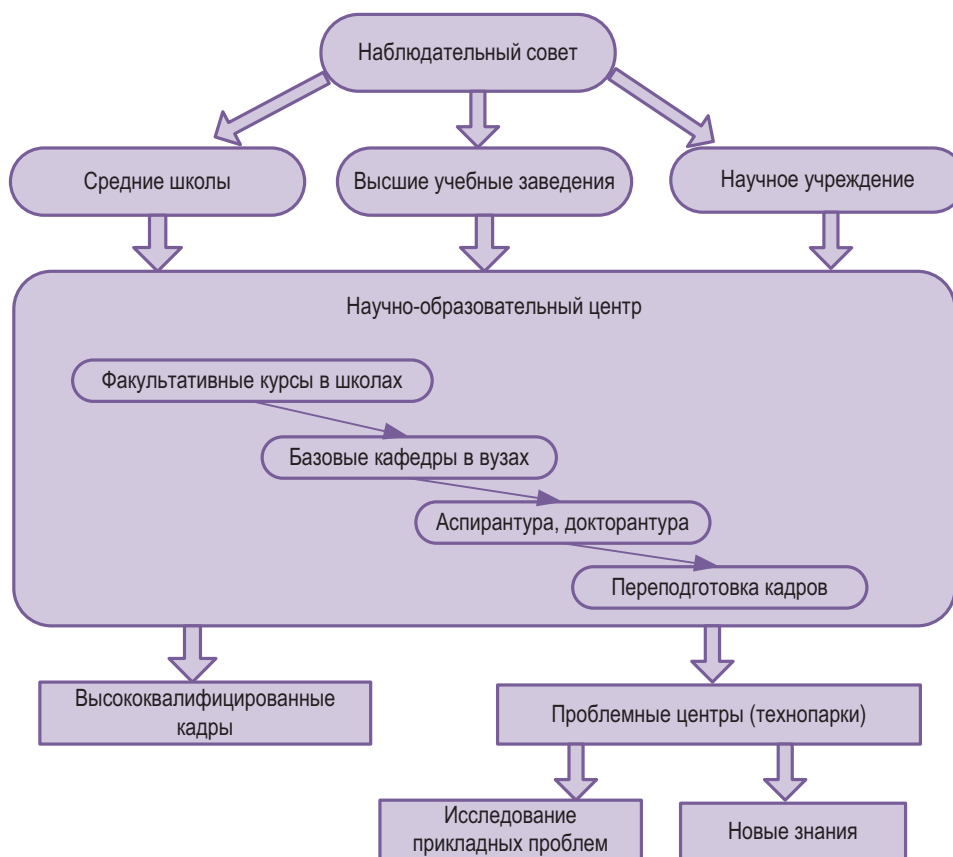 Наблюдательный совет
Средние школы
Высшие учебные заведения
Научное учреждение
Научно-образовательный центр
Факультативные курсы в школах
Базовые кафедры в вузах
Аспирантура, докторантура
Переподготовка кадров
Высококвалифицированные
кадры
Проблемные центры (технопарки)
Исследование
прикладных проблем
Новые знания